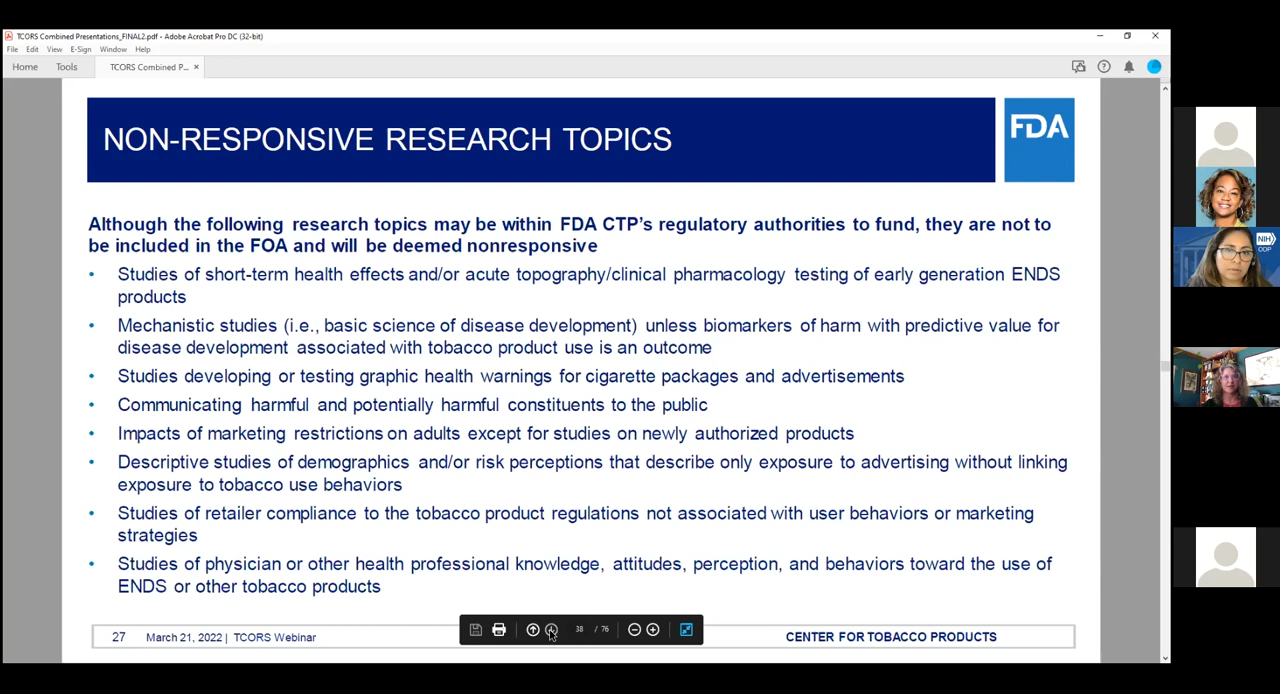 TCORS Combined Presentations_FINAL2.pdf - Adobe Acrobat Pro DC (32-bit)
File Edit View E-Sign Window Help
Home Tools TCORS Combined P... ×
NON-RESPONSIVE RESEARCH TOPICS
FDA
Although the following research topics may be within FDA CTP's regulatory authorities to fund, they are not to
be included in the FOA and will be deemed nonresponsive
• Studies of short-term health effects and/or acute topography/clinical pharmacology testing of early generation ENDS
products
• Mechanistic studies (i.e., basic science of disease development) unless biomarkers of harm with predictive value for
disease development associated with tobacco product use is an outcome
• Studies developing or testing graphic health warnings for cigarette packages and advertisements
• Communicating harmful and potentially harmful constituents to the public
• Impacts of marketing restrictions on adults except for studies on newly authorized products
• Descriptive studies of demographics and/or risk perceptions that describe only exposure to advertising without linking
exposure to tobacco use behaviors
• Studies of retailer compliance to the tobacco product regulations not associated with user behaviors or marketing
strategies
• Studies of physician or other health professional knowledge, attitudes, perception, and behaviors toward the use of
ENDS or other tobacco products
27 March 21, 2022 | TCORS Webinar
38 / 76
CENTER FOR TOBACCO PRODUCTS
NIH
ODP